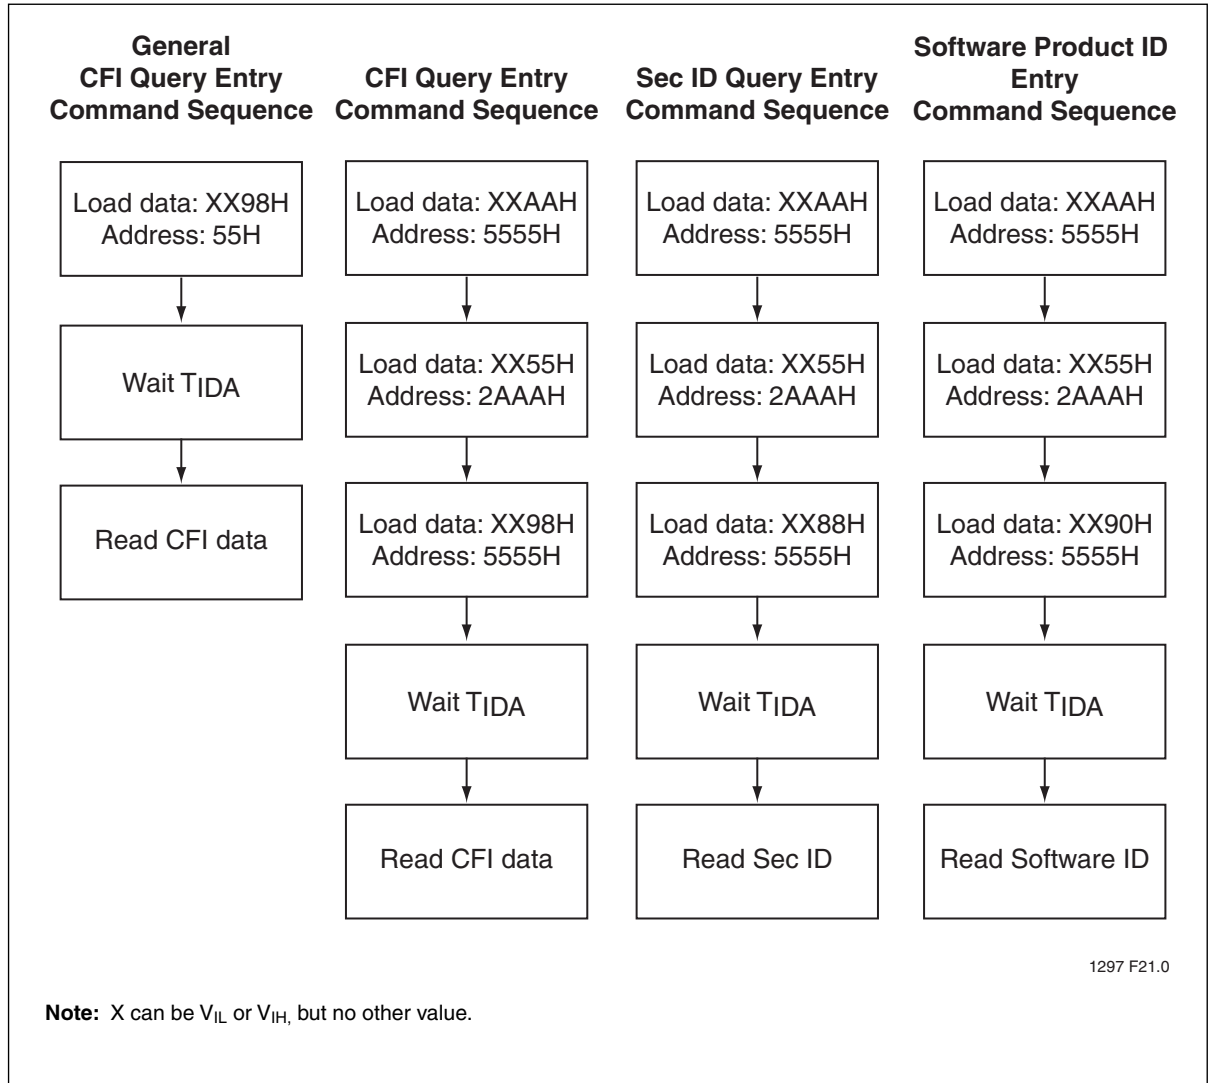 General
CFI Query Entry
Command Sequence
Load data: XX98H
Address: 55H
Wait TIDA
Read CFI data
CFI Query Entry
Command Sequence
Load data: XXAAH
Address: 5555H
Load data: XX55H
Address: 2AAAH
Load data: XX98H
Address: 5555H
Wait TIDA
Read CFI data
Sec ID Query Entry
Command Sequence
Load data: XXAAH
Address: 5555H
Load data: XX55H
Address: 2AAAH
Load data: XX88H
Address: 5555H
Wait TIDA
Read Sec ID
Software Product ID
Entry
Command Sequence
Load data: XXAAH
Address: 5555H
Load data: XX55H
Address: 2AAAH
Load data: XX90H
Address: 5555H
Wait TIDA
Read Software ID
1297 F21.0
Note: X can be VIL or VIH, but no other value.